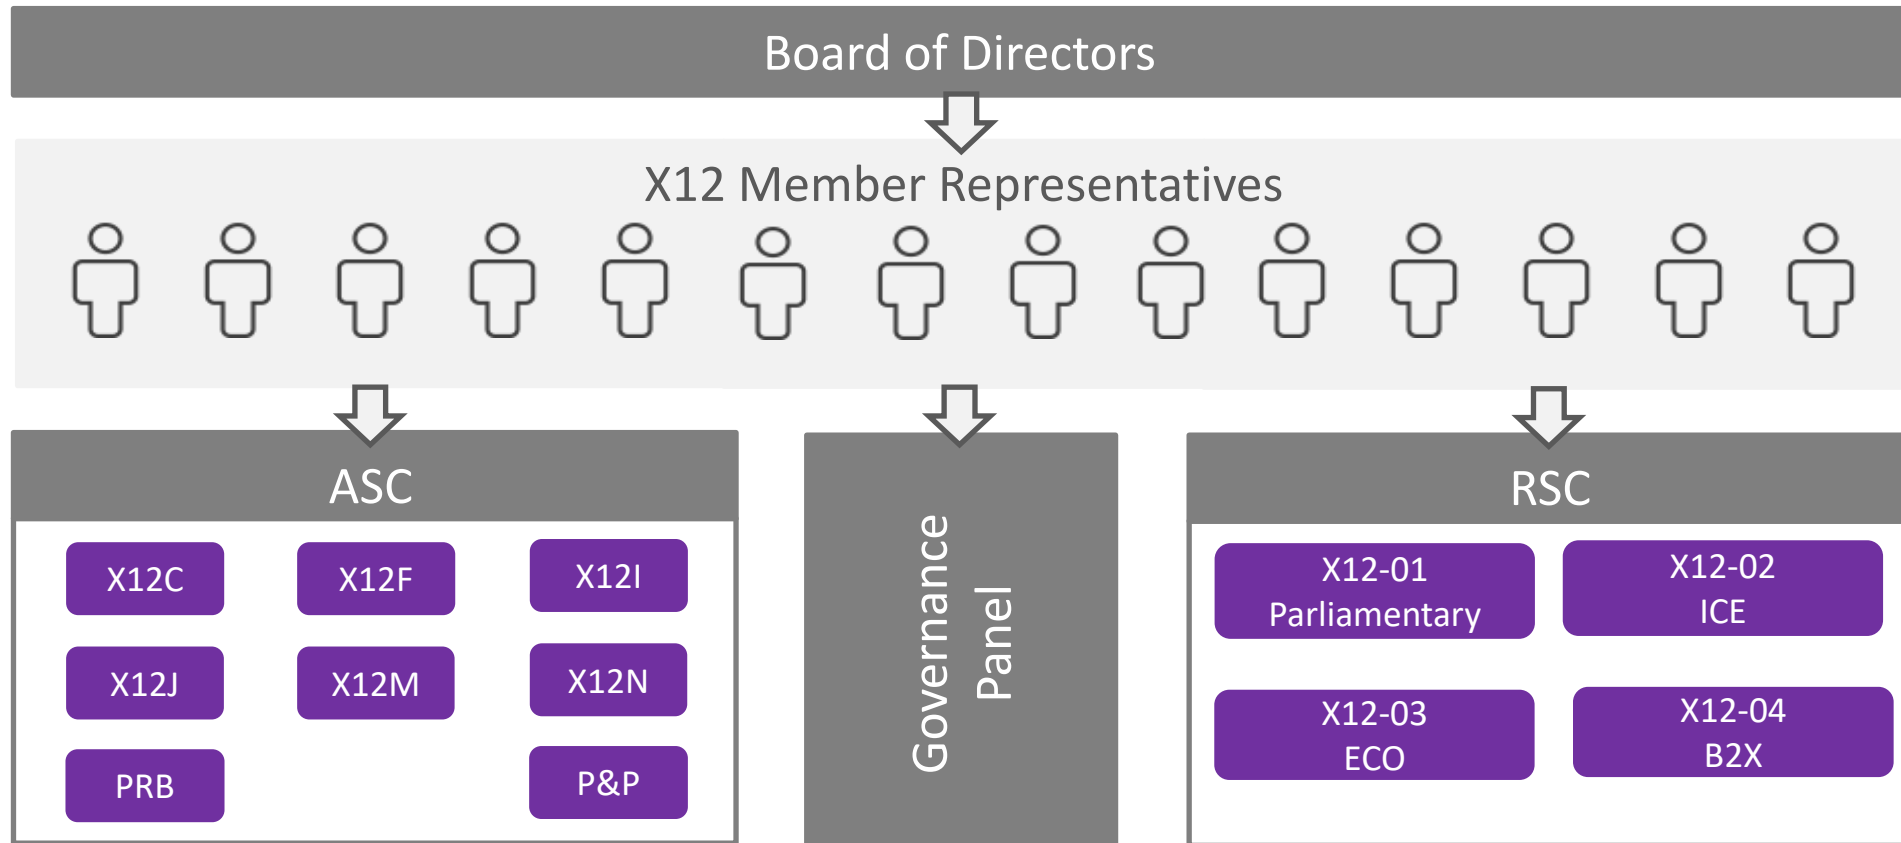 Board of Directors
X12 Member Representatives
ASC
X12C
X12F
X12I
X12J
X12M
X12N
PRB
P&P
Governance
Panel
RSC
X12-01
Parliamentary
X12-02
ICE
X12-03
ECO
X12-04
B2X